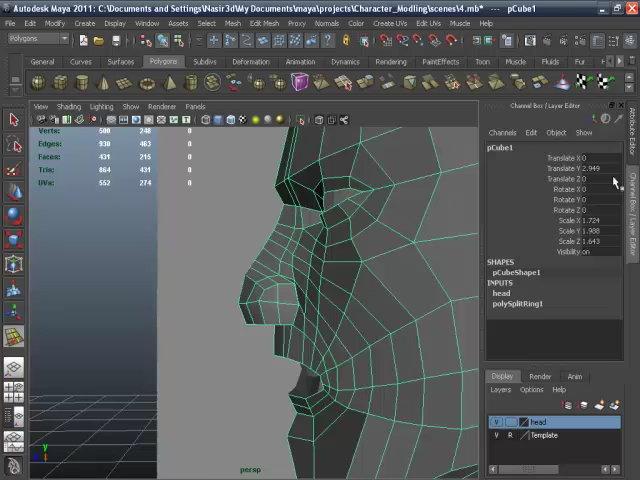 Autodesk Maya 2011: C:\Documents and Settings\Nasir3d\My Documents\maya\projects\Character_Modling\scenes\4.mb* --- pCube1
File Edit Modify Create Display Window Assets Select Mesh Edit Mesh Proxy Normals Color Create UVs Edit UVs Muscle Help
Polygons
General Curves Surfaces Polygons Subdivs Deformation Animation Dynamics Rendering PaintEffects Toon Muscle Fluids Fur
View Shading Lighting Show Renderer Panels
Verts: 500 248 0
Edges: 930 463 0
Faces: 431 215 0
Tris: 864 431 0
UVs: 552 274 0
persp
y
Channel Box / Layer Editor
Channels Edit Object Show
pCube1
Translate X 0
Translate Y 2.949
Translate Z 0
Rotate X 0
Rotate Y 0
Rotate Z 0
Scale X 1.724
Scale Y 1.988
Scale Z 1.643
Visibility on
SHAPES
pCubeShape1
INPUTS
head
polySplitRing1
Display Render Anim
Layers Options Help
V head
V R Template
Attribute Editor
Channel Box / Layer Editor